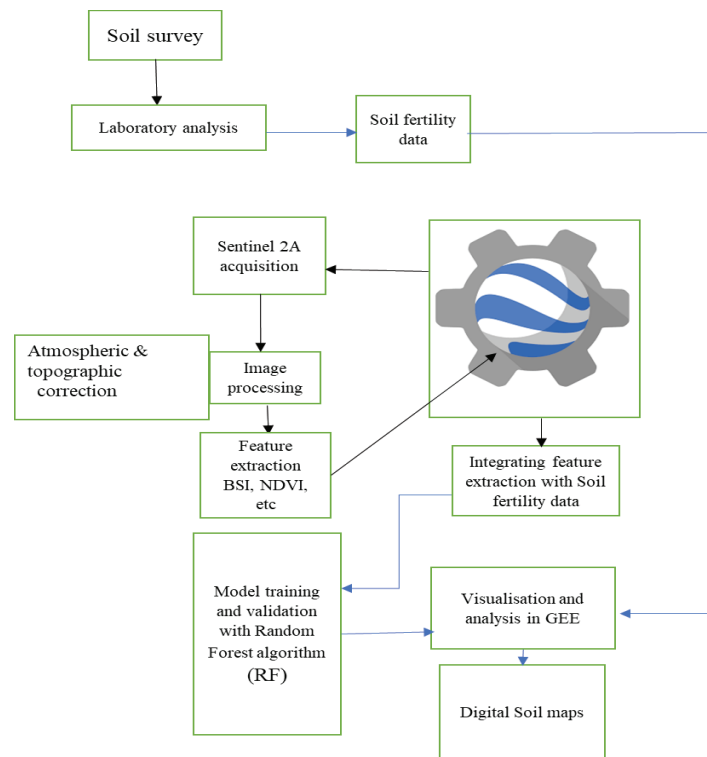 Soil survey
Laboratory analysis
Soil fertility
data
Sentinel 2A
acquisition
Atmospheric &
topographic
correction
Image
processing
Feature
extraction
BSI, NDVI,
etc
Integrating feature
extraction with Soil
fertility data
Model training
and validation
with Random
Forest algorithm
(RF)
Visualisation and
analysis in GEE
Digital Soil maps